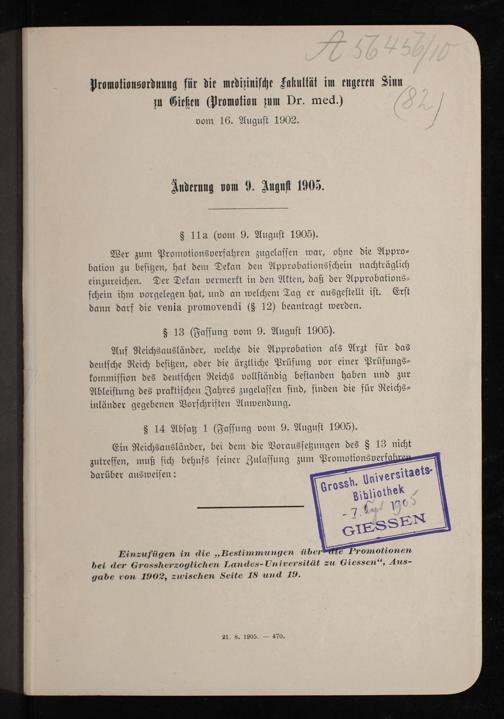 A 56456/10
(82)
Promotionsordnung für die medizinische Fakultät im engeren Sinn
zu Gießen (Promotion zum Dr. med.)
vom 16. August 1902.
Änderung vom 9. August 1905.
§ 11a (vom 9. August 1905).
Wer zum Promotionsverfahren zugelassen war, ohne die Appro-
bation zu besitzen, hat dem Dekan den Approbationsschein nachträglich
einzureichen. Der Dekan vermerkt in den Akten, daß der Approbations-
schein ihm vorgelegen hat, und an welchem Tag er ausgestellt ist. Erst
dann darf die venia promovendi (§ 12) beantragt werden.
§ 13 (Fassung vom 9. August 1905).
Auf Reichsausländer, welche die Approbation als Arzt für das
deutsche Reich besitzen, oder die ärztliche Prüfung vor einer Prüfungs-
kommission des deutschen Reichs vollständig bestanden haben und zur
Ableistung des praktischen Jahres zugelassen sind, finden die für Reichs-
inländer gegebenen Vorschriften Anwendung.
§ 14 Absatz 1 (Fassung vom 9. August 1905).
Ein Reichsausländer, bei dem die Voraussetzungen des § 13 nicht
zutreffen, muß sich behufs seiner Zulassung zum Promotionsverfahren
darüber ausweisen:
Grossh. Universitaets-
Bibliothek
- 7. Sept 1905
GIESSEN
Einzufügen in die „Bestimmungen über die Promotionen
bei der Grossherzoglichen Landes-Universität zu Giessen“, Aus-
gabe von 1902, zwischen Seite 18 und 19.
21. 8. 1905. — 470.